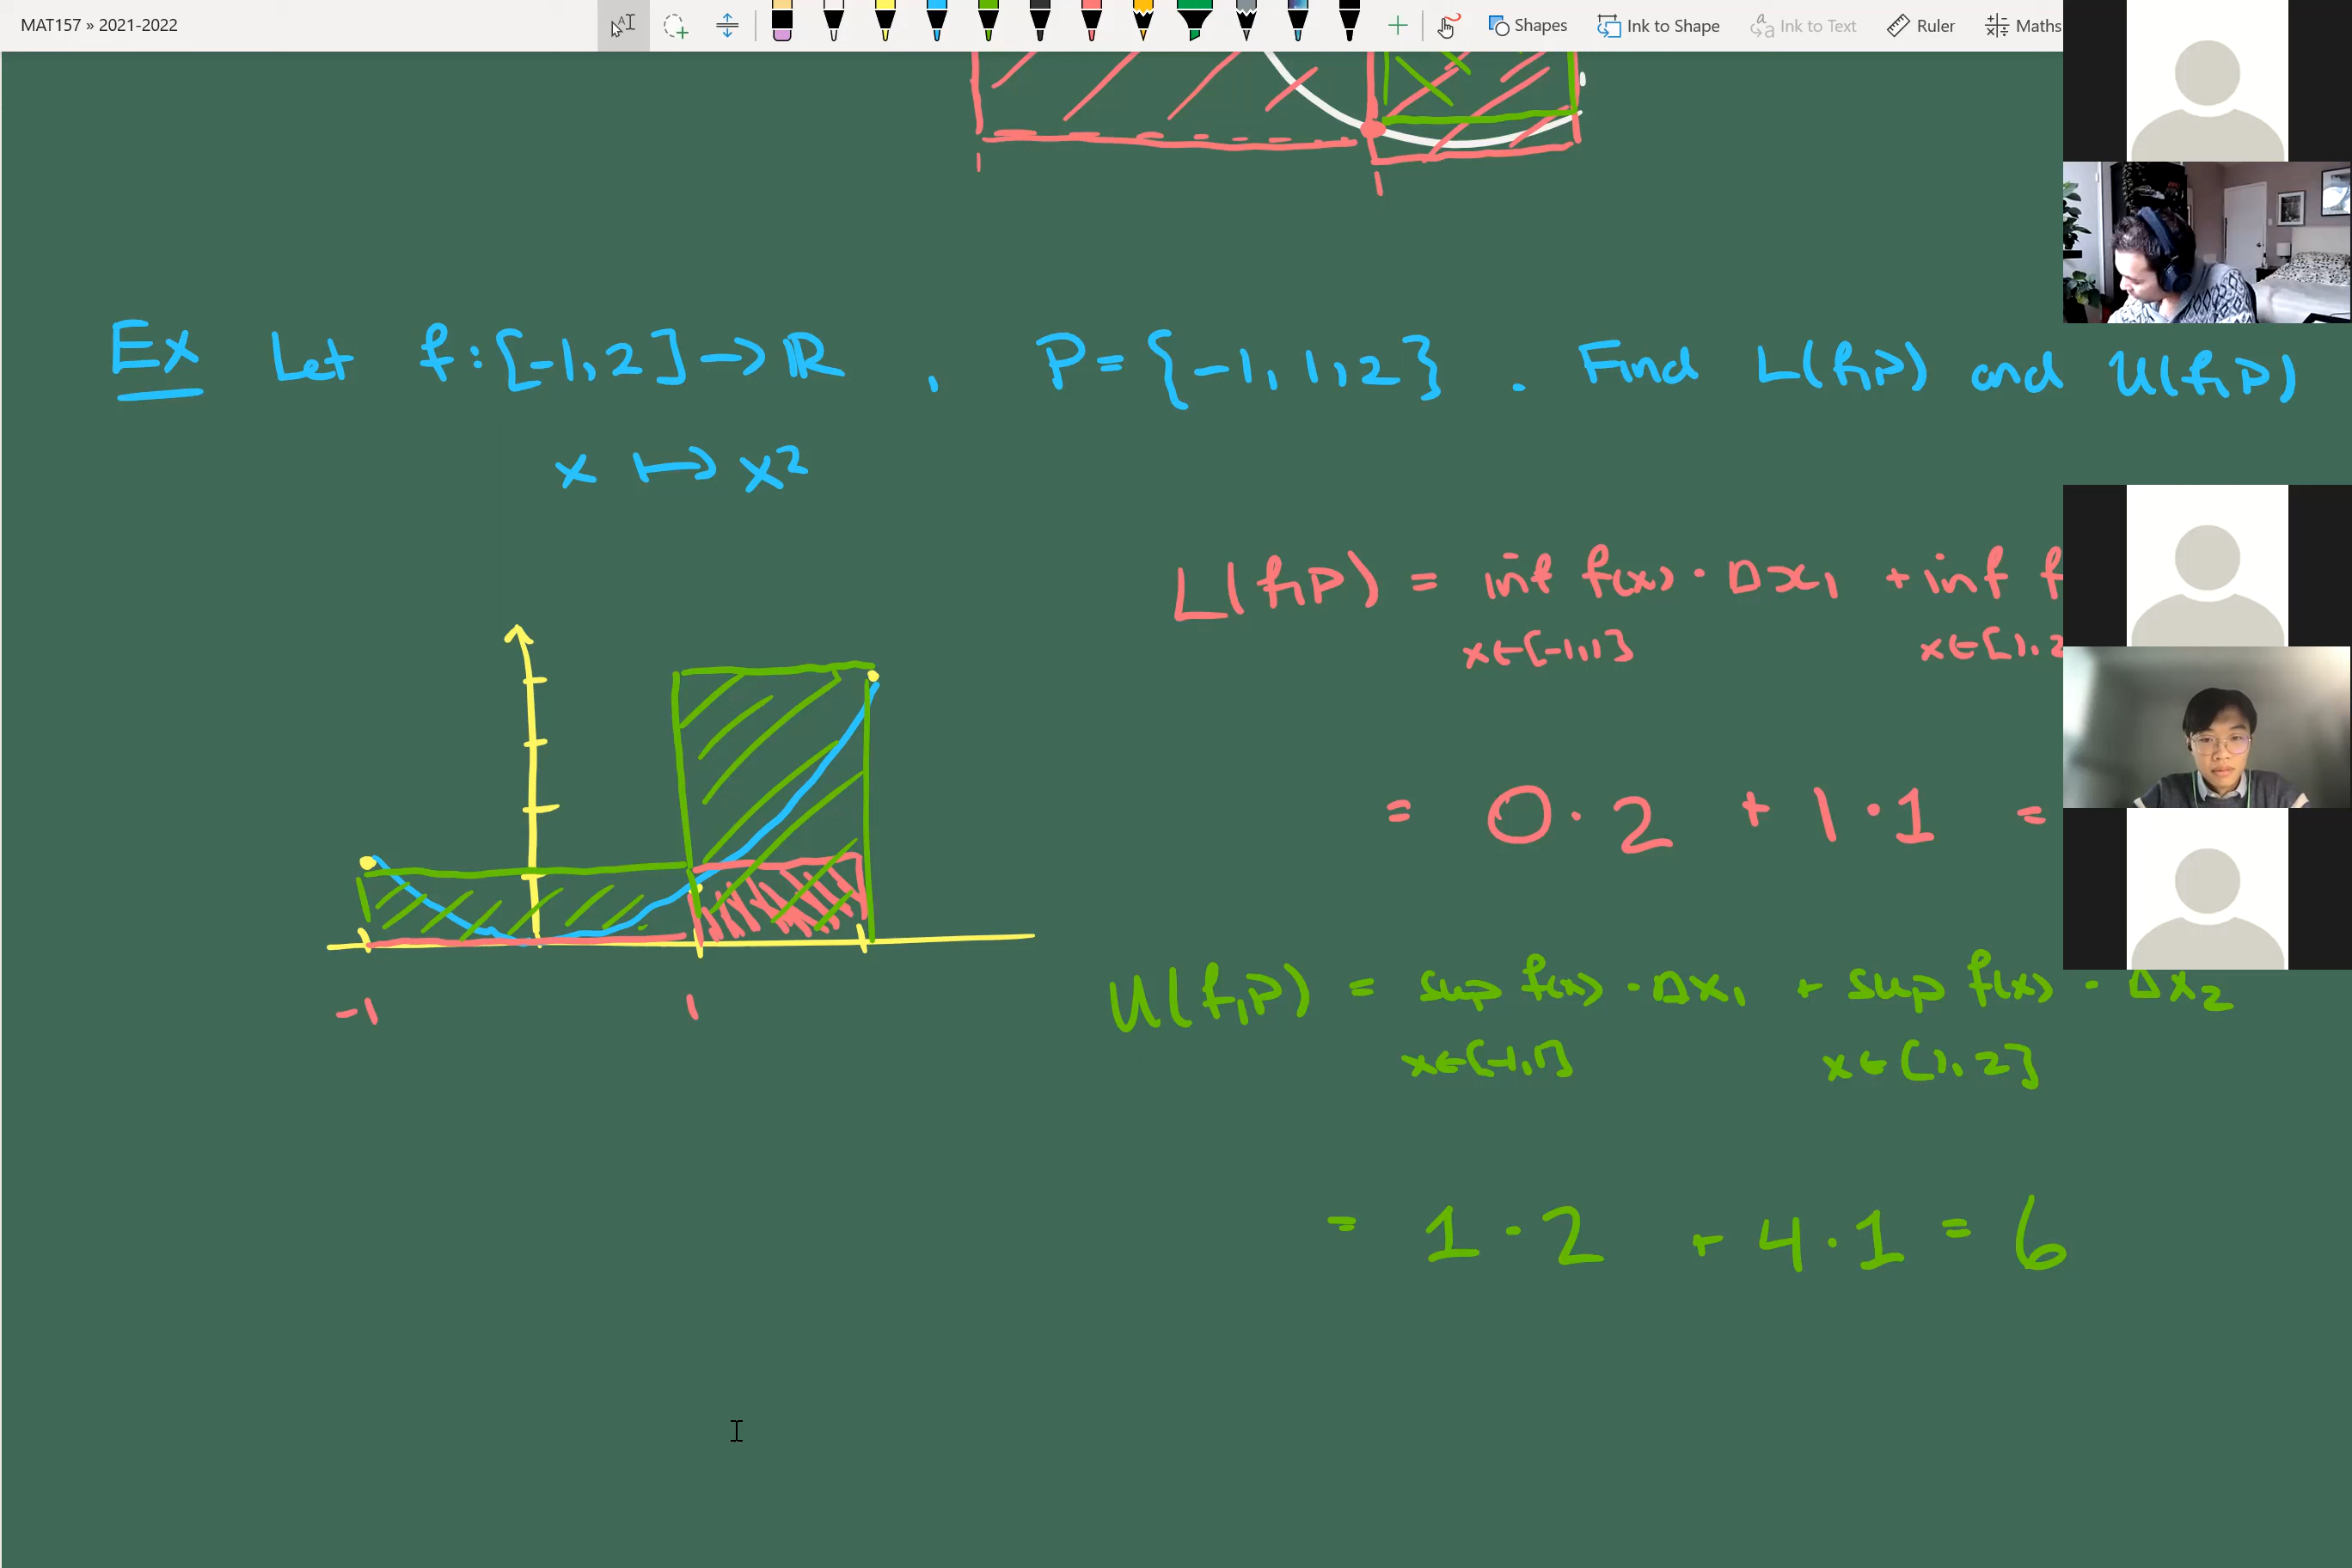 MAT157 » 2021-2022
Shapes Ink to Shape Ink to Text Ruler Maths
1
1
Ex Let f:[-1,2]→ℝ, P={-1,1,2}. Find L(f,P) and U(f,P)
x ↦ x²
L(f,P) = inf f(x)·Δx₁ + inf f
x∈[-1,1] x∈[1,2
= 0·2 + 1·1 =
-1 1
U(f,P) = sup f(x)·Δx₁ + sup f(x)·Δx₂
x∈[-1,1] x∈[1,2]
= 1·2 + 4·1 = 6